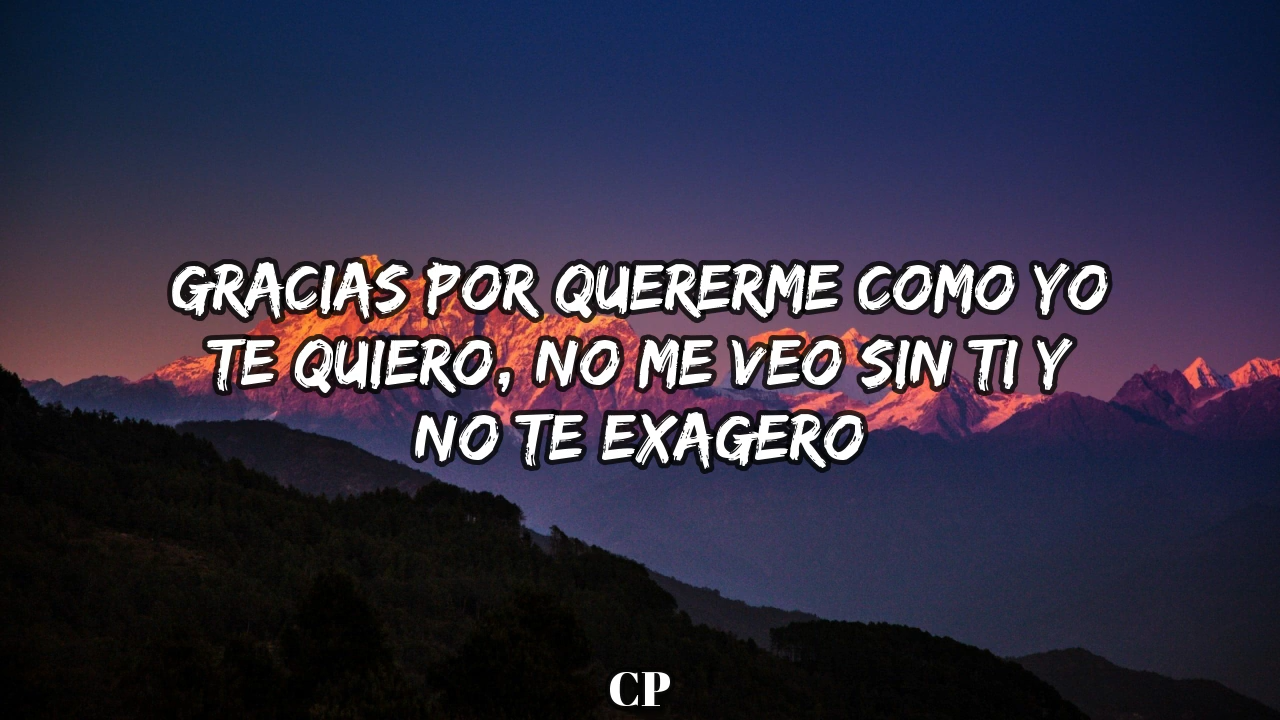 GRACIAS POR QUERERME COMO YO
TE QUIERO, NO ME VEO SIN TI Y
NO TE EXAGERO
CP